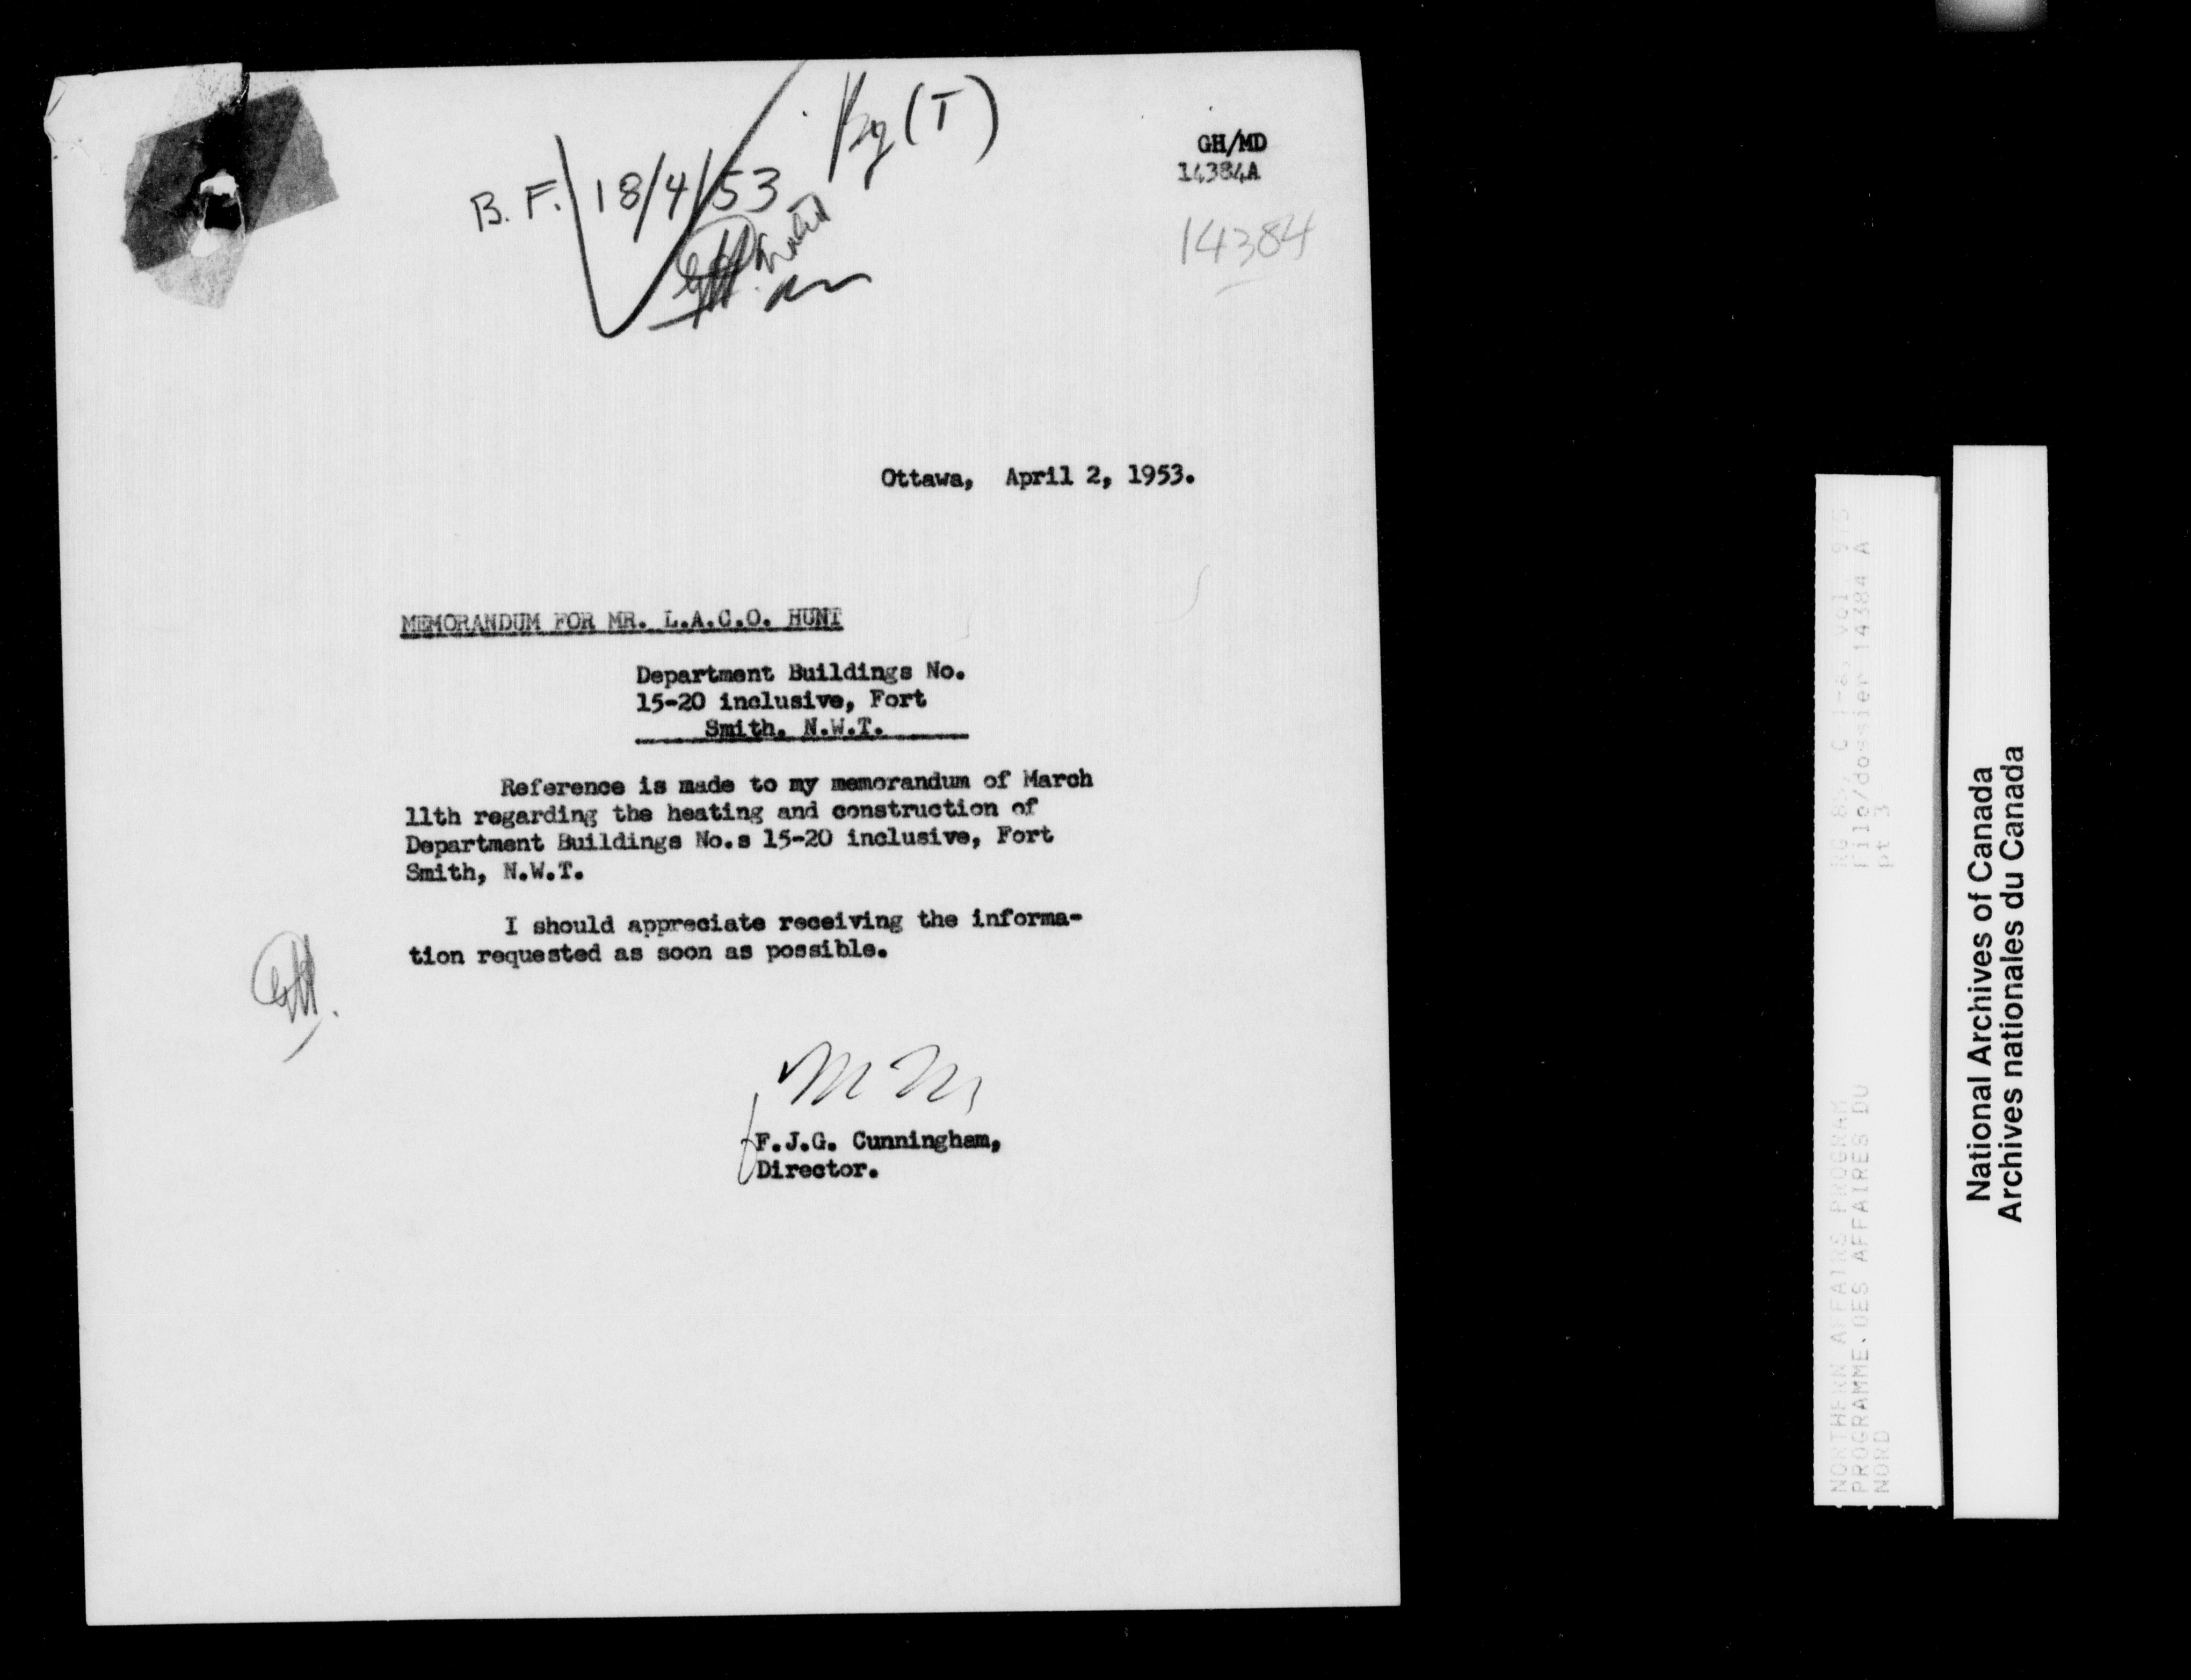 (T)
B. F. 18/4/53
GH/MD
14384A
14384
Ottawa, April 2, 1953.
MEMORANDUM FOR MR. L.A.C.O. HUNT
Department Buildings No.
15-20 inclusive, Fort
Smith, N.W.T.
Reference is made to my memorandum of March
11th regarding the heating and construction of
Department Buildings No.s 15-20 inclusive, Fort
Smith, N.W.T.
I should appreciate receiving the informa-
tion requested as soon as possible.
GH.
F.J.G. Cunningham,
Director.
File/dossier 14384 A
pt 3
NORTHERN AFFAIRS PROGRAM
PROGRAMME DES AFFAIRES DU
NORD
National Archives of Canada
Archives nationales du Canada